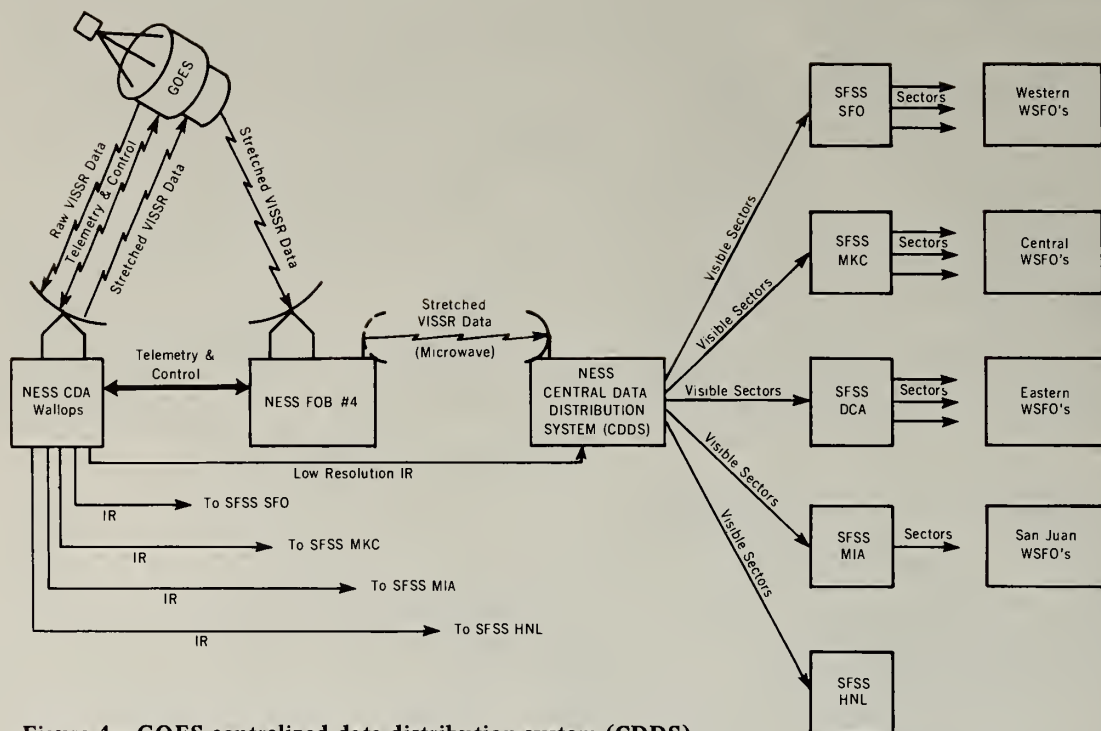 GOES
Raw VISSR Data
Telemetry & Control
Stretched VISSR Data
Stretched VISSR Data
NESS CDA
Wallops
Telemetry &
Control
NESS FOB #4
Stretched
VISSR Data
(Microwave)
NESS
CENTRAL DATA
DISTRIBUTION
SYSTEM (CDDS)
Low Resolution IR
IR
To SFSS SFO
IR
To SFSS MKC
IR
To SFSS MIA
IR
To SFSS HNL
Visible Sectors
Visible Sectors
Visible Sectors
Visible Sectors
Visible Sectors
SFSS
SFO
Sectors
Western
WSFO's
SFSS
MKC
Sectors
Central
WSFO's
SFSS
DCA
Sectors
Eastern
WSFO's
SFSS
MIA
Sectors
San Juan
WSFO's
SFSS
HNL
Figure 4. GOES centralized data distribution system (CDDS)